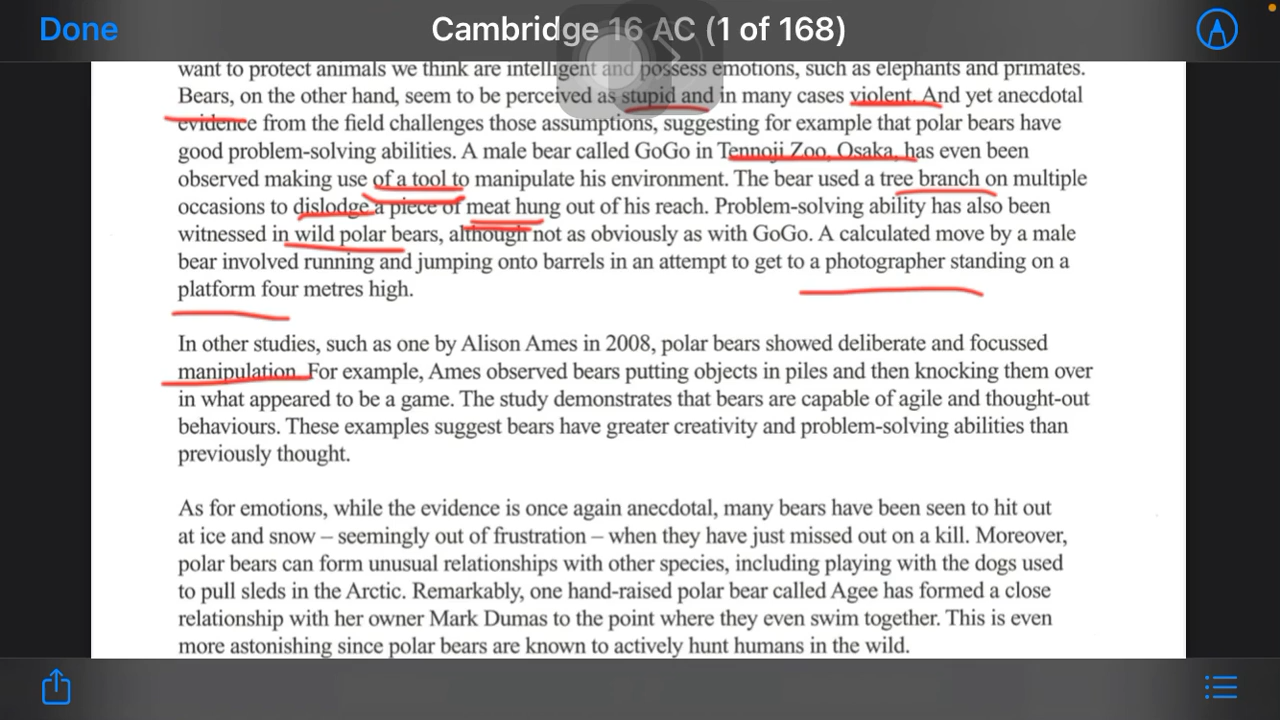 Done
Cambridge 16 AC (1 of 168)
want to protect animals we think are intelligent and possess emotions, such as elephants and primates.
Bears, on the other hand, seem to be perceived as stupid and in many cases violent. And yet anecdotal
evidence from the field challenges those assumptions, suggesting for example that polar bears have
good problem-solving abilities. A male bear called GoGo in Tennoji Zoo, Osaka, has even been
observed making use of a tool to manipulate his environment. The bear used a tree branch on multiple
occasions to dislodge a piece of meat hung out of his reach. Problem-solving ability has also been
witnessed in wild polar bears, although not as obviously as with GoGo. A calculated move by a male
bear involved running and jumping onto barrels in an attempt to get to a photographer standing on a
platform four metres high.
In other studies, such as one by Alison Ames in 2008, polar bears showed deliberate and focussed
manipulation. For example, Ames observed bears putting objects in piles and then knocking them over
in what appeared to be a game. The study demonstrates that bears are capable of agile and thought-out
behaviours. These examples suggest bears have greater creativity and problem-solving abilities than
previously thought.
As for emotions, while the evidence is once again anecdotal, many bears have been seen to hit out
at ice and snow – seemingly out of frustration – when they have just missed out on a kill. Moreover,
polar bears can form unusual relationships with other species, including playing with the dogs used
to pull sleds in the Arctic. Remarkably, one hand-raised polar bear called Agee has formed a close
relationship with her owner Mark Dumas to the point where they even swim together. This is even
more astonishing since polar bears are known to actively hunt humans in the wild.